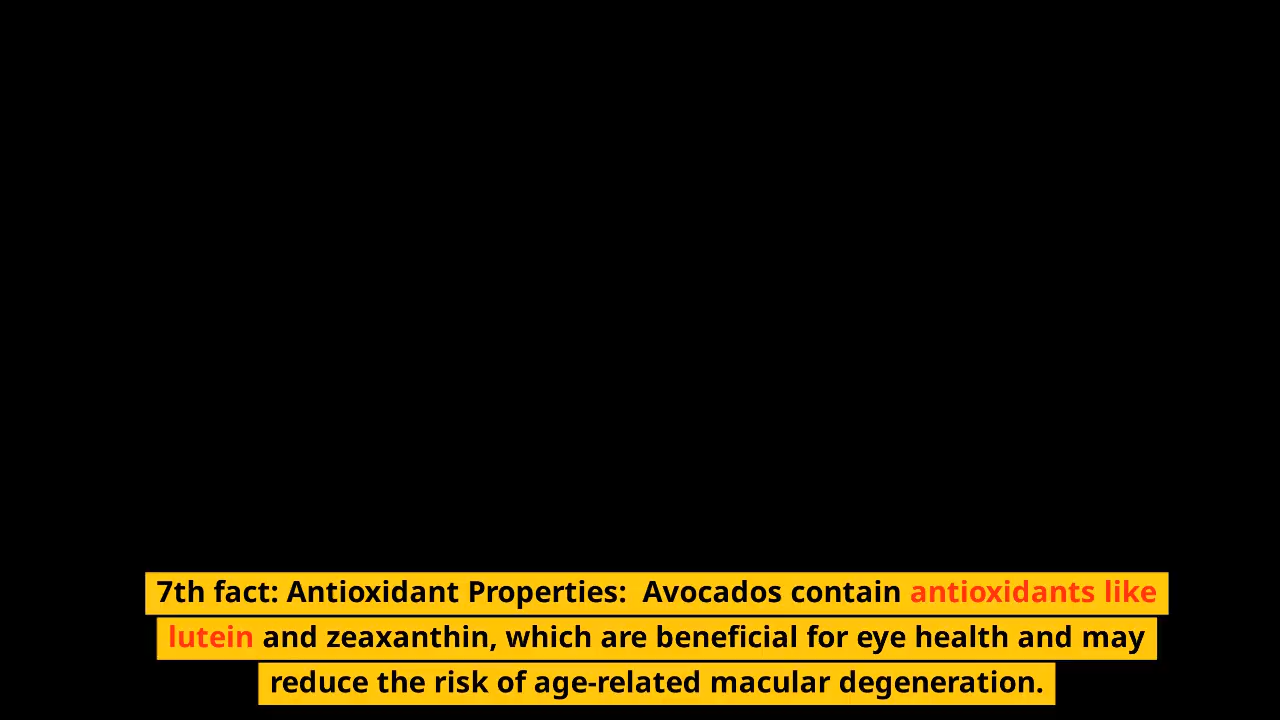 7th fact: Antioxidant Properties:  Avocados contain antioxidants like
lutein and zeaxanthin, which are beneficial for eye health and may
reduce the risk of age-related macular degeneration.